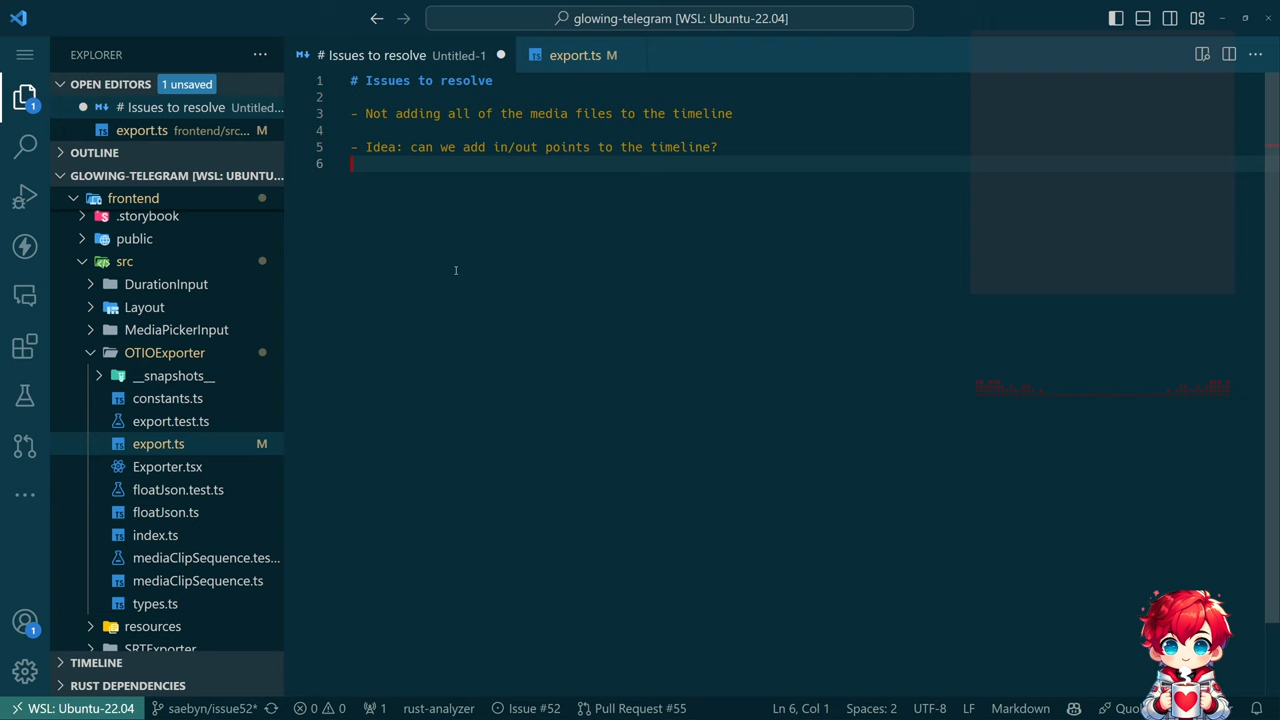 glowing-telegram [WSL: Ubuntu-22.04]
EXPLORER
OPEN EDITORS
1 unsaved
# Issues to resolve Untitled...
export.ts frontend/src... M
OUTLINE
GLOWING-TELEGRAM [WSL: UBUNTU...
frontend
.storybook
public
src
DurationInput
Layout
MediaPickerInput
OTIOExporter
__snapshots__
constants.ts
export.test.ts
export.ts M
Exporter.tsx
floatJson.test.ts
floatJson.ts
index.ts
mediaClipSequence.tes...
mediaClipSequence.ts
types.ts
resources
SRTExporter
TIMELINE
RUST DEPENDENCIES
1
1
# Issues to resolve Untitled-1
export.ts M
1 # Issues to resolve
2
3 - Not adding all of the media files to the timeline
4
5 - Idea: can we add in/out points to the timeline?
6
WSL: Ubuntu-22.04
saebyn/issue52*
0 0
1
rust-analyzer
Issue #52
Pull Request #55
Ln 6, Col 1
Spaces: 2
UTF-8
LF
Markdown